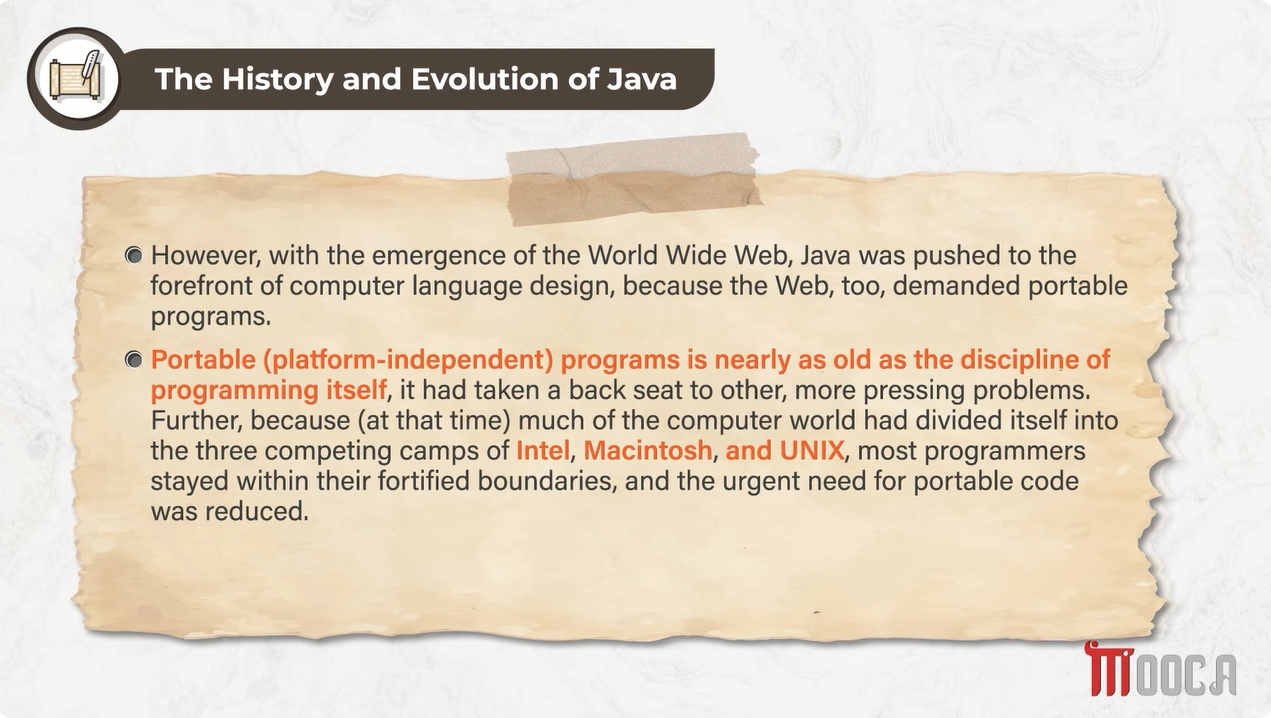 The History and Evolution of Java
However, with the emergence of the World Wide Web, Java was pushed to the
forefront of computer language design, because the Web, too, demanded portable
programs.
Portable (platform-independent) programs is nearly as old as the discipline of
programming itself, it had taken a back seat to other, more pressing problems.
Further, because (at that time) much of the computer world had divided itself into
the three competing camps of Intel, Macintosh, and UNIX, most programmers
stayed within their fortified boundaries, and the urgent need for portable code
was reduced.
MOOCA